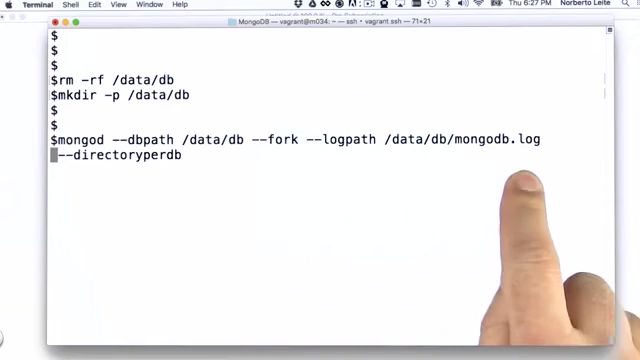 Terminal Shell Edit View Window Help
Thu 6:27 PM Norberto Leite
MongoDB — vagrant@m034: ~ — ssh ‹ vagrant ssh — 71×21
$
$
$
$rm -rf /data/db
$mkdir -p /data/db
$
$
$mongod --dbpath /data/db --fork --logpath /data/db/mongodb.log
--directoryperdb